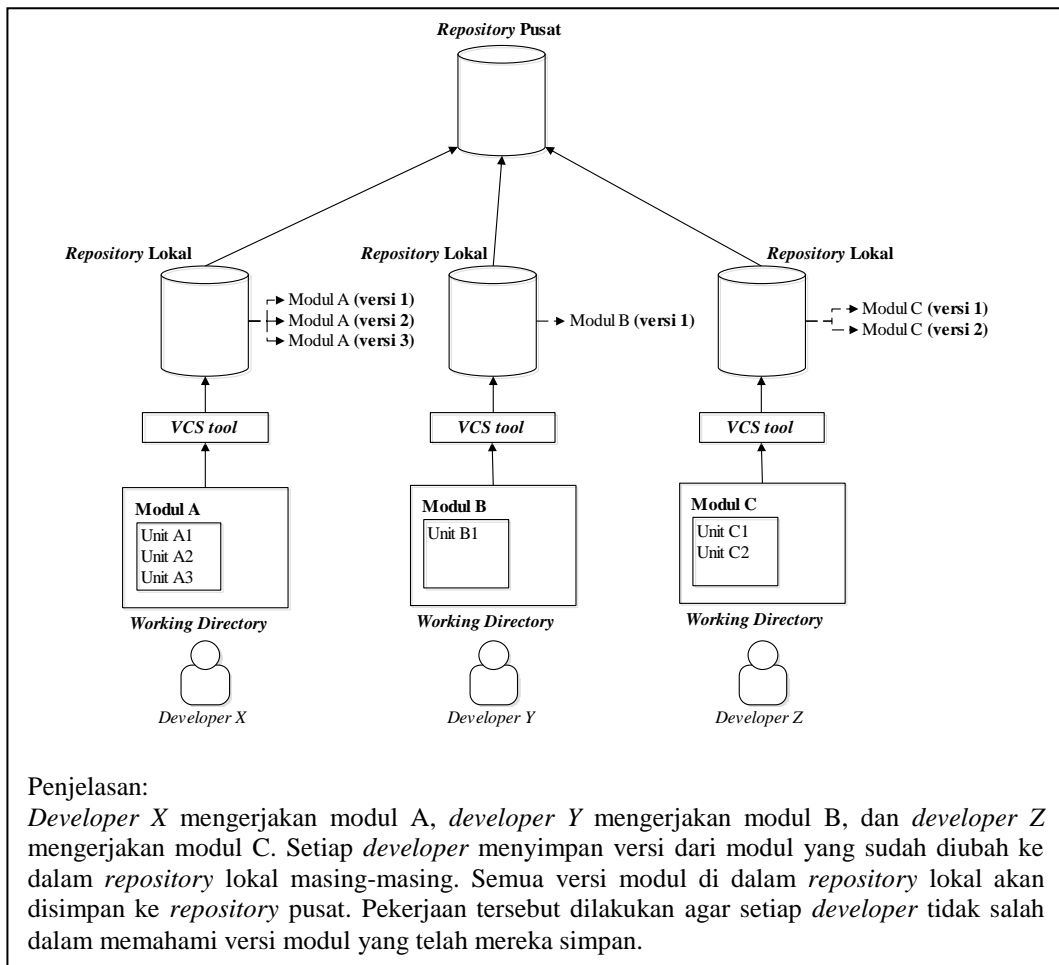 Repository Pusat
Repository Lokal
Repository Lokal
Repository Lokal
Modul A (versi 1)
Modul A (versi 2)
Modul A (versi 3)
Modul B (versi 1)
Modul C (versi 1)
Modul C (versi 2)
VCS tool
VCS tool
VCS tool
Modul A
Unit A1
Unit A2
Unit A3
Modul B
Unit B1
Modul C
Unit C1
Unit C2
Working Directory
Working Directory
Working Directory
Developer X
Developer Y
Developer Z
Penjelasan:
Developer X mengerjakan modul A, developer Y mengerjakan modul B, dan developer Z
mengerjakan modul C. Setiap developer menyimpan versi dari modul yang sudah diubah ke
dalam repository lokal masing-masing. Semua versi modul di dalam repository lokal akan
disimpan ke repository pusat. Pekerjaan tersebut dilakukan agar setiap developer tidak salah
dalam memahami versi modul yang telah mereka simpan.